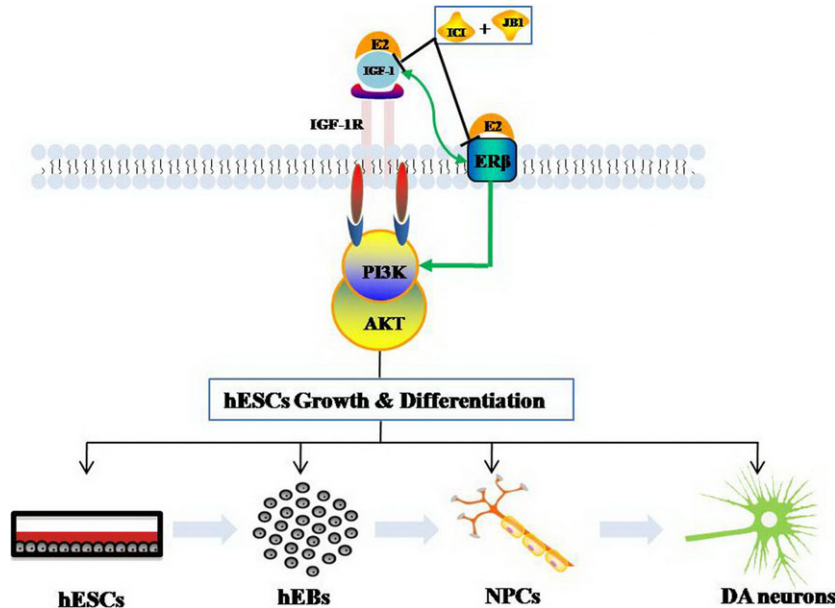 ICI + JB1
E2
IGF-1
IGF-1R
E2
ERβ
PI3K
AKT
hESCs Growth & Differentiation
hESCs
hEBs
NPCs
DA neurons